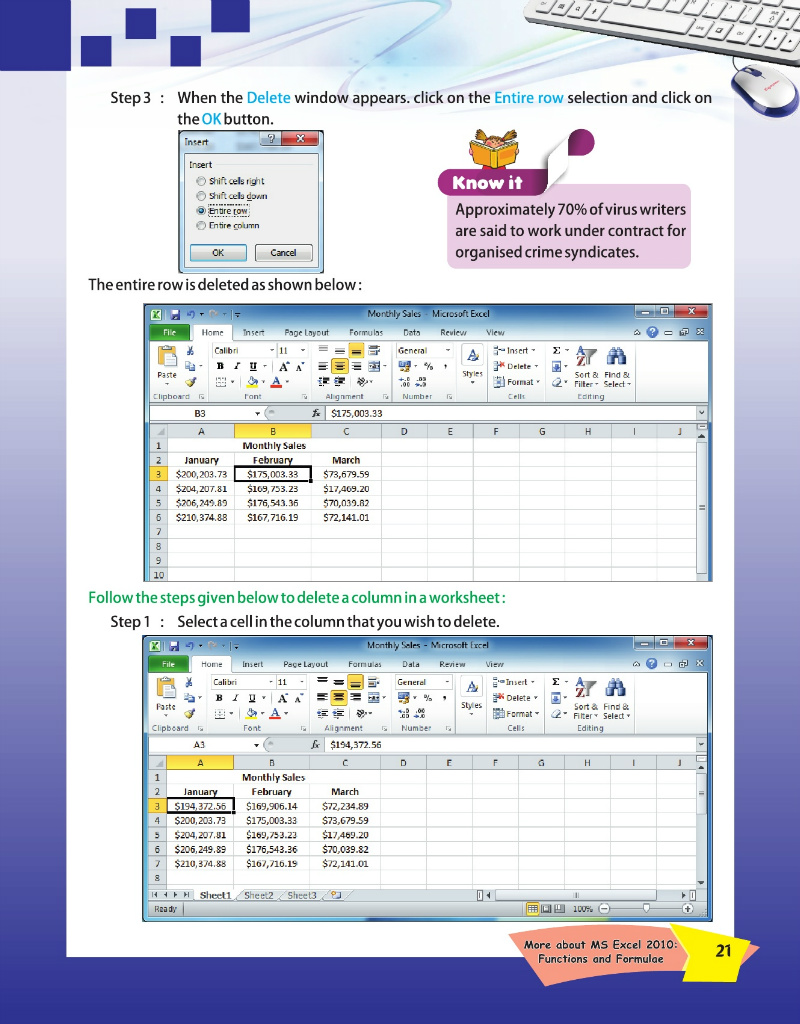 Step 3 : When the Delete window appears. click on the Entire row selection and click on
the OK button.
Insert
Insert
Shift cells right
Shift cells down
Entire row
Entire column
OK Cancel
Know it
Approximately 70% of virus writers
are said to work under contract for
organised crime syndicates.
The entire row is deleted as shown below :
Monthly Sales - Microsoft Excel
File Home Insert Page Layout Formulas Data Review View
Calibri 11 General Insert Σ
Paste B I U A A % , Styles Delete Sort & Find &
Format Filter Select
Clipboard Font Alignment Number Cells Editing
B3 fx $175,003.33
A B C D E F G H I J
1 Monthly Sales
2 January February March
3 $200,203.73 $175,003.33 $73,679.59
4 $204,207.81 $169,753.23 $17,469.20
5 $206,249.89 $176,543.36 $70,039.82
6 $210,374.88 $167,716.19 $72,141.01
7
8
9
10
Follow the steps given below to delete a column in a worksheet :
Step 1 : Select a cell in the column that you wish to delete.
Monthly Sales - Microsoft Excel
File Home Insert Page Layout Formulas Data Review View
Calibri 11 General Insert Σ
Paste B I U A A % , Styles Delete Sort & Find &
Format Filter Select
Clipboard Font Alignment Number Cells Editing
A3 fx $194,372.56
A B C D E F G H I J
1 Monthly Sales
2 January February March
3 $194,372.56 $169,906.14 $72,234.89
4 $200,203.73 $175,003.33 $73,679.59
5 $204,207.81 $169,753.23 $17,469.20
6 $206,249.89 $176,543.36 $70,039.82
7 $210,374.88 $167,716.19 $72,141.01
8
Sheet1 Sheet2 Sheet3
Ready 100%
More about MS Excel 2010:
Functions and Formulae
21